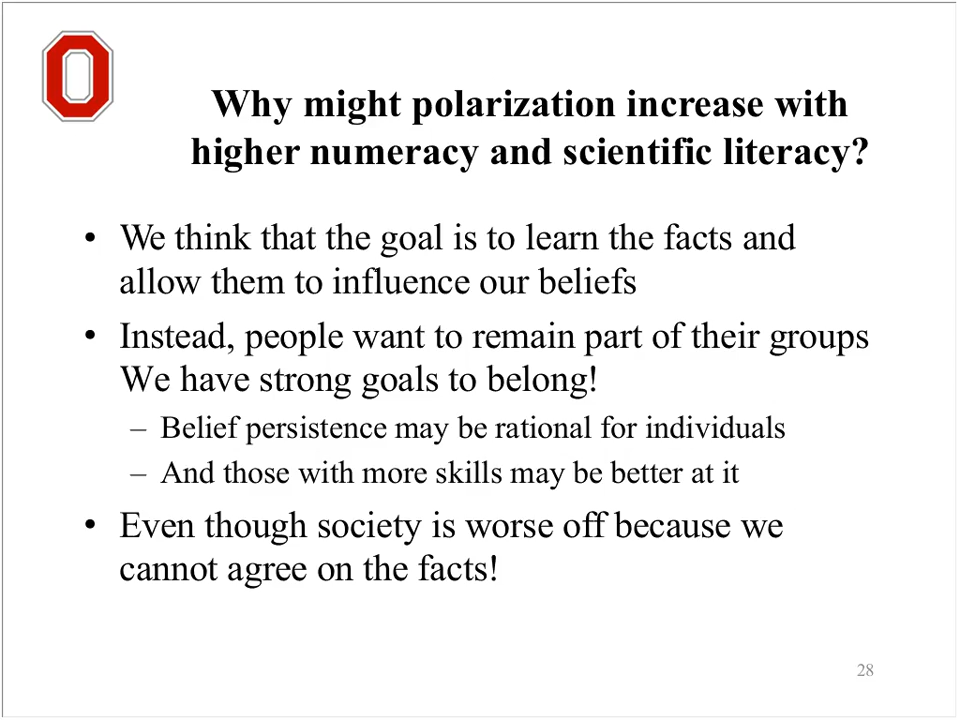 O
Why might polarization increase with
higher numeracy and scientific literacy?
• We think that the goal is to learn the facts and
allow them to influence our beliefs
• Instead, people want to remain part of their groups
We have strong goals to belong!
– Belief persistence may be rational for individuals
– And those with more skills may be better at it
• Even though society is worse off because we
cannot agree on the facts!
28